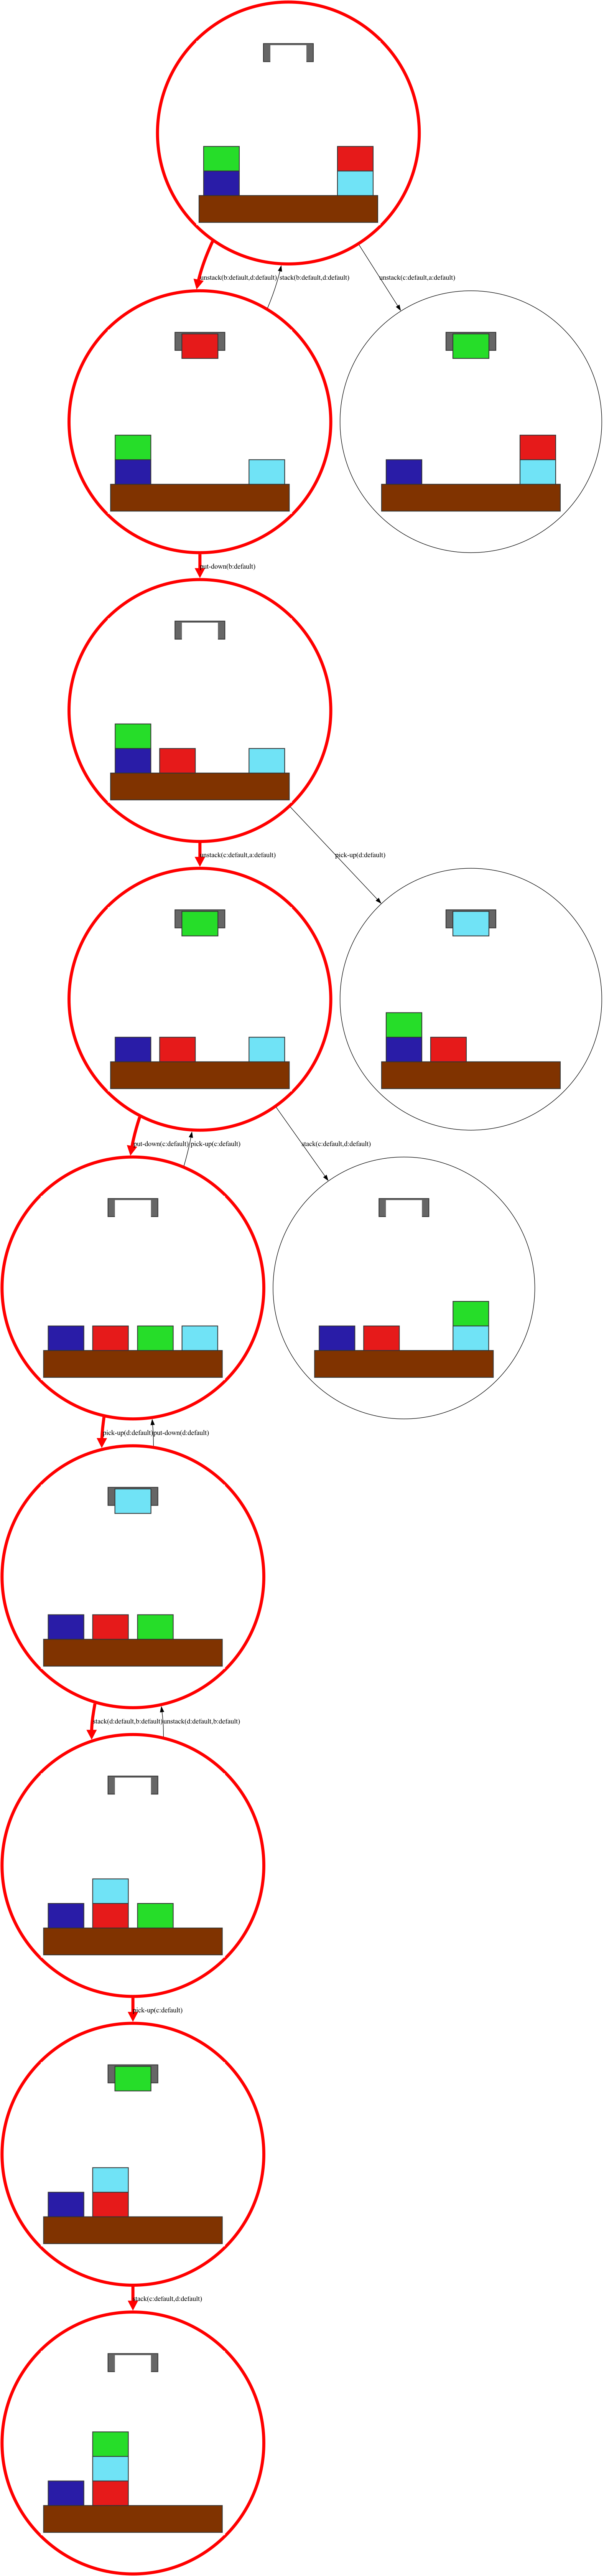 unstack(b:default,d:default)
stack(b:default,d:default)
unstack(c:default,a:default)
put-down(b:default)
unstack(c:default,a:default)
pick-up(d:default)
put-down(c:default)
pick-up(c:default)
stack(c:default,d:default)
pick-up(d:default)
put-down(d:default)
stack(d:default,b:default)
unstack(d:default,b:default)
pick-up(c:default)
stack(c:default,d:default)